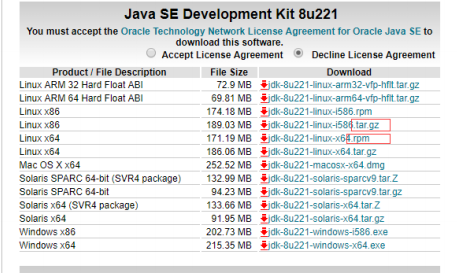 Java SE Development Kit 8u221
You must accept the Oracle Technology Network License Agreement for Oracle Java SE to
download this software.
Accept License Agreement Decline License Agreement
Product / File Description File Size Download
Linux ARM 32 Hard Float ABI 72.9 MB jdk-8u221-linux-arm32-vfp-hflt.tar.gz
Linux ARM 64 Hard Float ABI 69.81 MB jdk-8u221-linux-arm64-vfp-hflt.tar.gz
Linux x86 174.18 MB jdk-8u221-linux-i586.rpm
Linux x86 189.03 MB jdk-8u221-linux-i586.tar.gz
Linux x64 171.19 MB jdk-8u221-linux-x64.rpm
Linux x64 186.06 MB jdk-8u221-linux-x64.tar.gz
Mac OS X x64 252.52 MB jdk-8u221-macosx-x64.dmg
Solaris SPARC 64-bit (SVR4 package) 132.99 MB jdk-8u221-solaris-sparcv9.tar.Z
Solaris SPARC 64-bit 94.23 MB jdk-8u221-solaris-sparcv9.tar.gz
Solaris x64 (SVR4 package) 133.66 MB jdk-8u221-solaris-x64.tar.Z
Solaris x64 91.95 MB jdk-8u221-solaris-x64.tar.gz
Windows x86 202.73 MB jdk-8u221-windows-i586.exe
Windows x64 215.35 MB jdk-8u221-windows-x64.exe